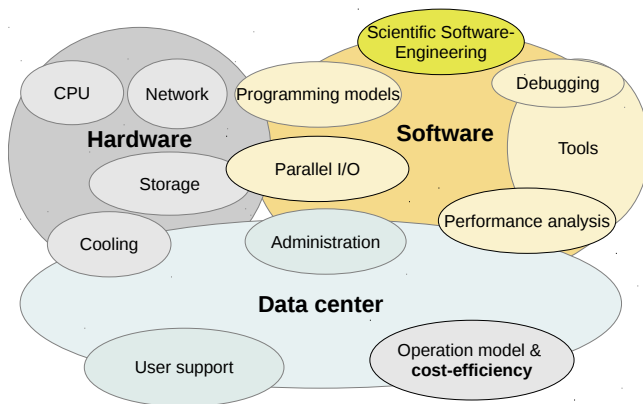 Scientific Software-
Engineering
CPU
Network
Programming models
Debugging
Hardware
Software
Tools
Parallel I/O
Storage
Performance analysis
Cooling
Administration
Data center
User support
Operation model &
cost-efficiency